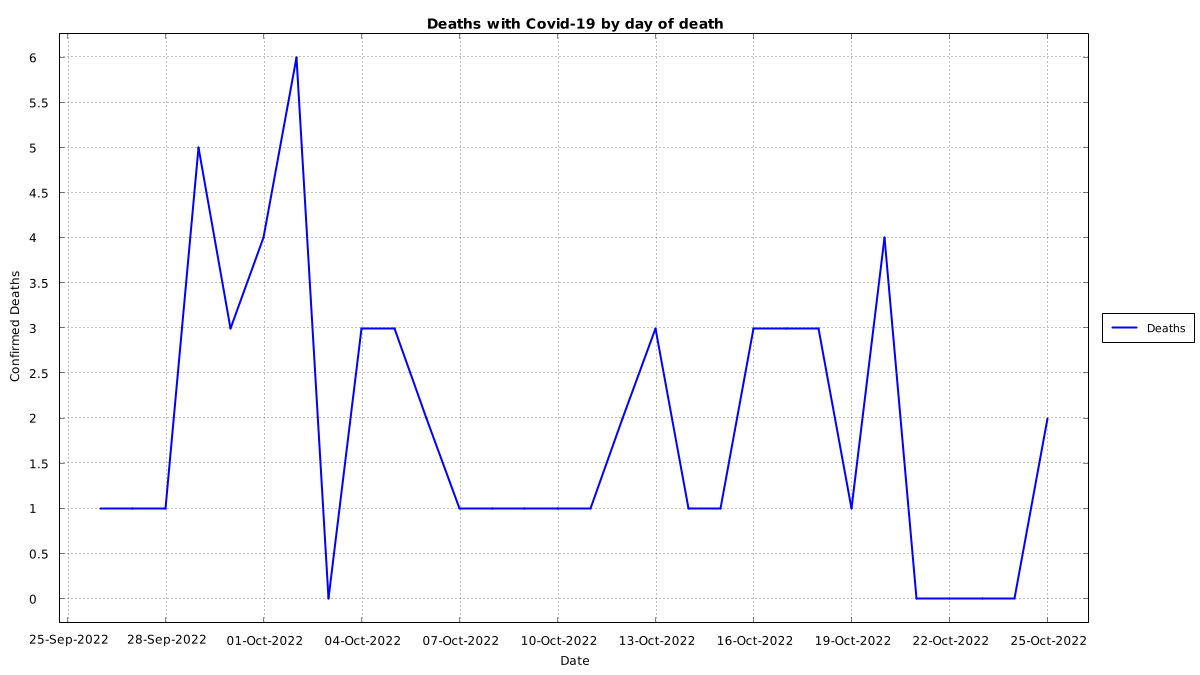 Deaths with Covid-19 by day of death
Confirmed Deaths
6
5.5
5
4.5
4
3.5
3
2.5
2
1.5
1
0.5
0
25-Sep-2022 28-Sep-2022 01-Oct-2022 04-Oct-2022 07-Oct-2022 10-Oct-2022 13-Oct-2022 16-Oct-2022 19-Oct-2022 22-Oct-2022 25-Oct-2022
Date
Deaths